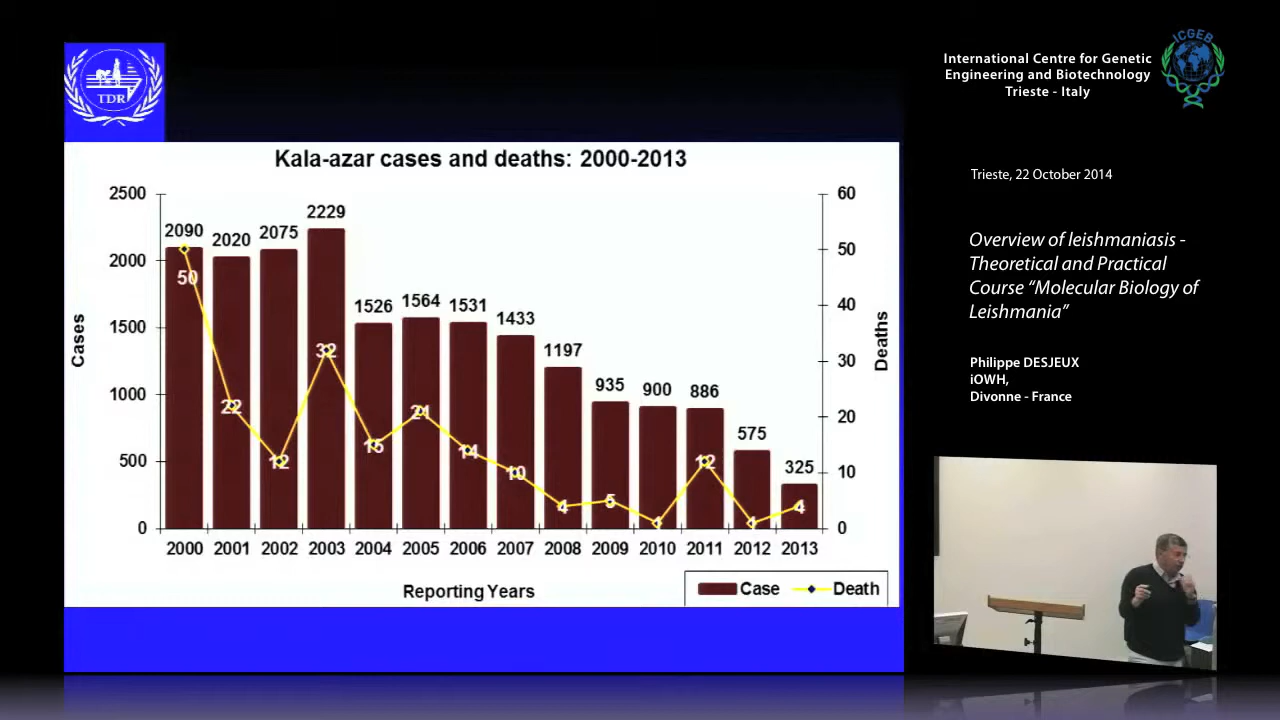 TDR
Kala-azar cases and deaths: 2000-2013
Cases
2500
2000
1500
1000
500
0
2090
2020
2075
2229
1526
1564
1531
1433
1197
935
900
886
575
325
50
22
12
32
15
21
14
10
4
5
1
12
1
4
60
50
40
30
20
10
0
Deaths
2000 2001 2002 2003 2004 2005 2006 2007 2008 2009 2010 2011 2012 2013
Reporting Years
Case Death
International Centre for Genetic
Engineering and Biotechnology
Trieste - Italy
ICGEB
Trieste, 22 October 2014
Overview of leishmaniasis -
Theoretical and Practical
Course “Molecular Biology of
Leishmania”
Philippe DESJEUX
iOWH,
Divonne - France